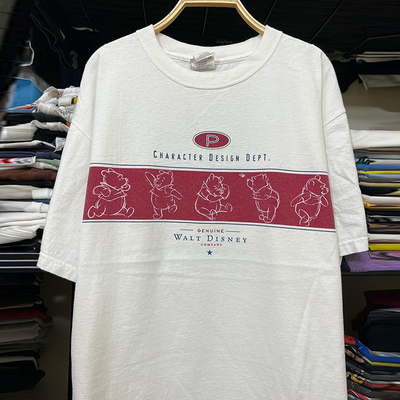 P
CHARACTER DESIGN DEPT.
GENUINE
WALT DISNEY
COMPANY